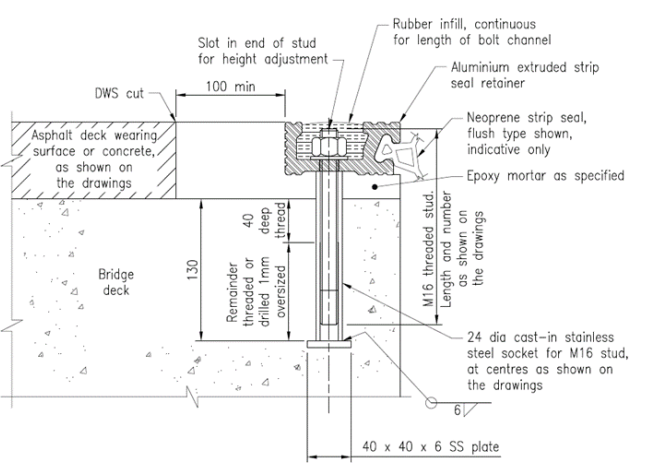 Rubber infill, continuous
for length of bolt channel
Slot in end of stud
for height adjustment
Aluminium extruded strip
seal retainer
DWS cut
100 min
Neoprene strip seal,
flush type shown,
indicative only
Asphalt deck wearing
surface or concrete,
as shown on
the drawings
Epoxy mortar as specified
40
deep
thread
M16 threaded stud.
Length and number
as shown on
the drawings
130
Remainder
threaded or
drilled 1mm
oversized
Bridge
deck
24 dia cast-in stainless
steel socket for M16 stud,
at centres as shown on
the drawings
6
40 x 40 x 6 SS plate